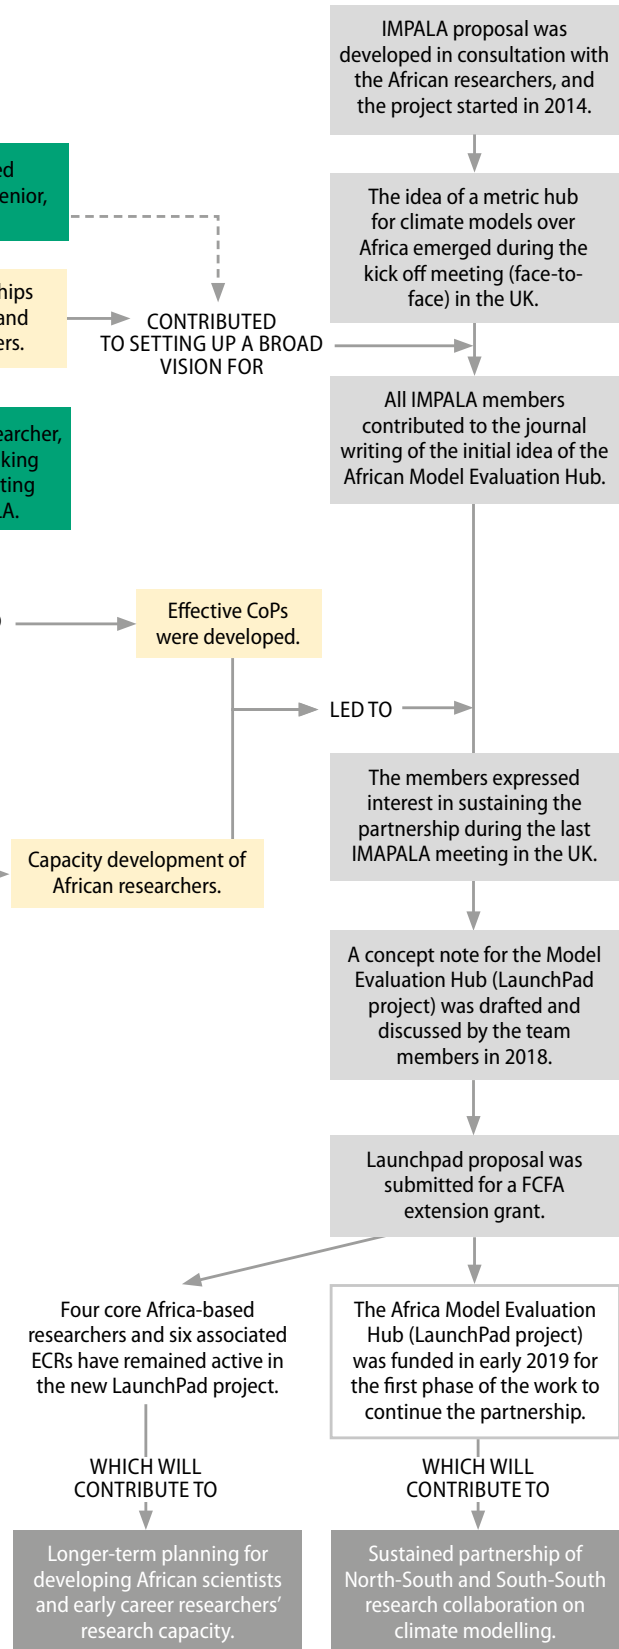 IMPALA proposal was
developed in consultation with
the African researchers, and
the project started in 2014.
ed
enior,
The idea of a metric hub
for climate models over
Africa emerged during the
kick off meeting (face-to-
face) in the UK.
hips
and
ers.
CONTRIBUTED
TO SETTING UP A BROAD
VISION FOR
All IMPALA members
contributed to the journal
writing of the initial idea of the
African Model Evaluation Hub.
earcher,
king
ting
LA.
Effective CoPs
were developed.
LED TO
The members expressed
interest in sustaining the
partnership during the last
IMAPALA meeting in the UK.
Capacity development of
African researchers.
A concept note for the Model
Evaluation Hub (LaunchPad
project) was drafted and
discussed by the team
members in 2018.
Launchpad proposal was
submitted for a FCFA
extension grant.
Four core Africa-based
researchers and six associated
ECRs have remained active in
the new LaunchPad project.
The Africa Model Evaluation
Hub (LaunchPad project)
was funded in early 2019 for
the first phase of the work to
continue the partnership.
WHICH WILL
CONTRIBUTE TO
WHICH WILL
CONTRIBUTE TO
Longer-term planning for
developing African scientists
and early career researchers’
research capacity.
Sustained partnership of
North-South and South-South
research collaboration on
climate modelling.